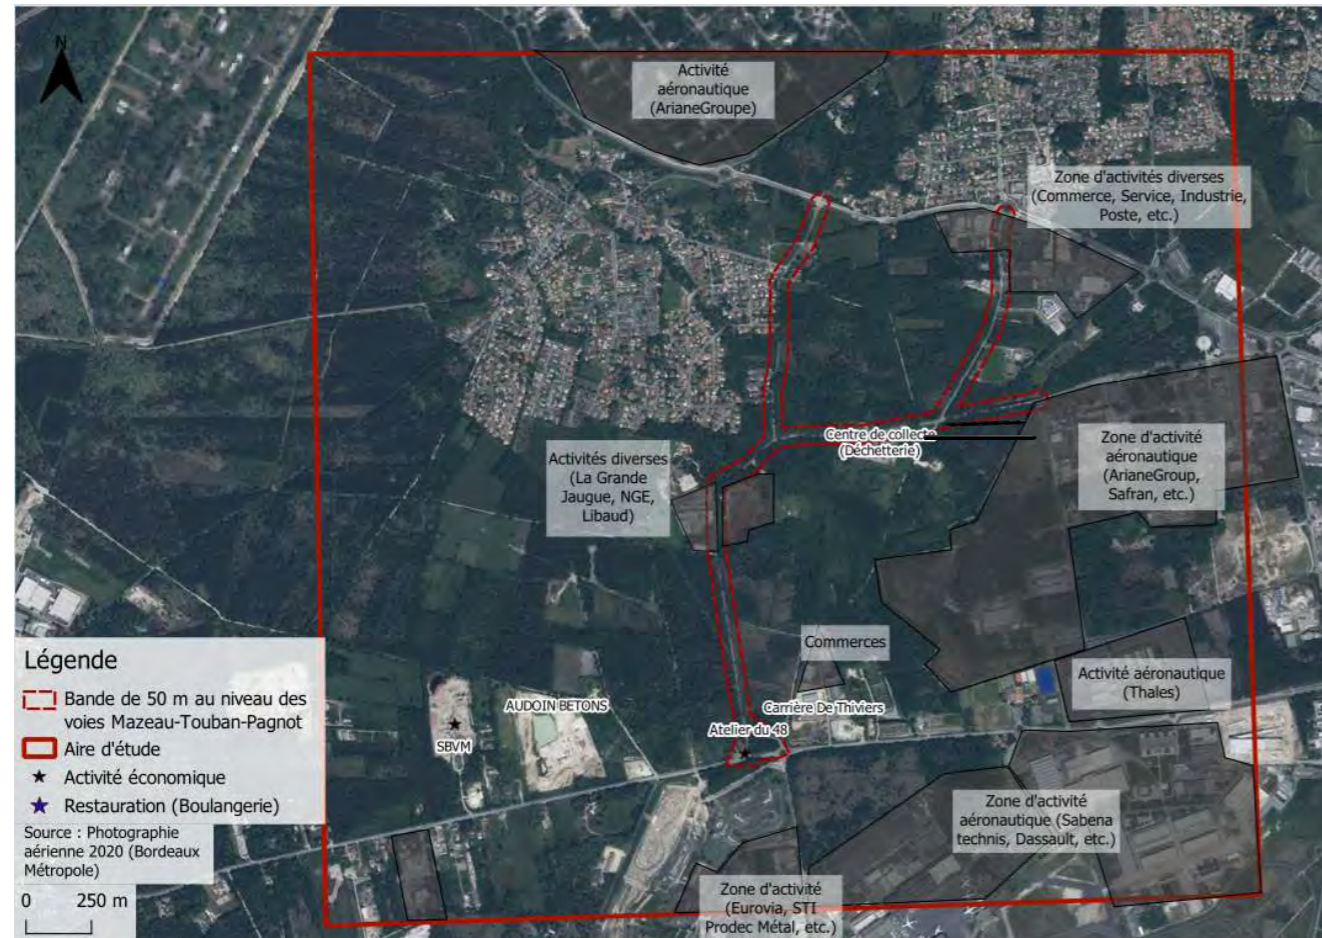 N
Activité
aéronautique
(ArianeGroupe)
Zone d'activités diverses
(Commerce, Service, Industrie,
Poste, etc.)
Centre de collecte
(Déchetterie)
Zone d'activité
aéronautique
(ArianeGroup,
Safran, etc.)
Activités diverses
(La Grande
Jaugue, NGE,
Libaud)
Commerces
Activité aéronautique
(Thales)
AUDOIN BETONS
Carrière De Thiviers
Atelier du 48
SBVM
Zone d'activité
aéronautique (Sabena
technis, Dassault, etc.)
Zone d'activité
(Eurovia, STI
Prodec Métal, etc.)
Légende
Bande de 50 m au niveau des
voies Mazeau-Touban-Pagnot
Aire d'étude
Activité économique
Restauration (Boulangerie)
Source : Photographie
aérienne 2020 (Bordeaux
Métropole)
0 250 m